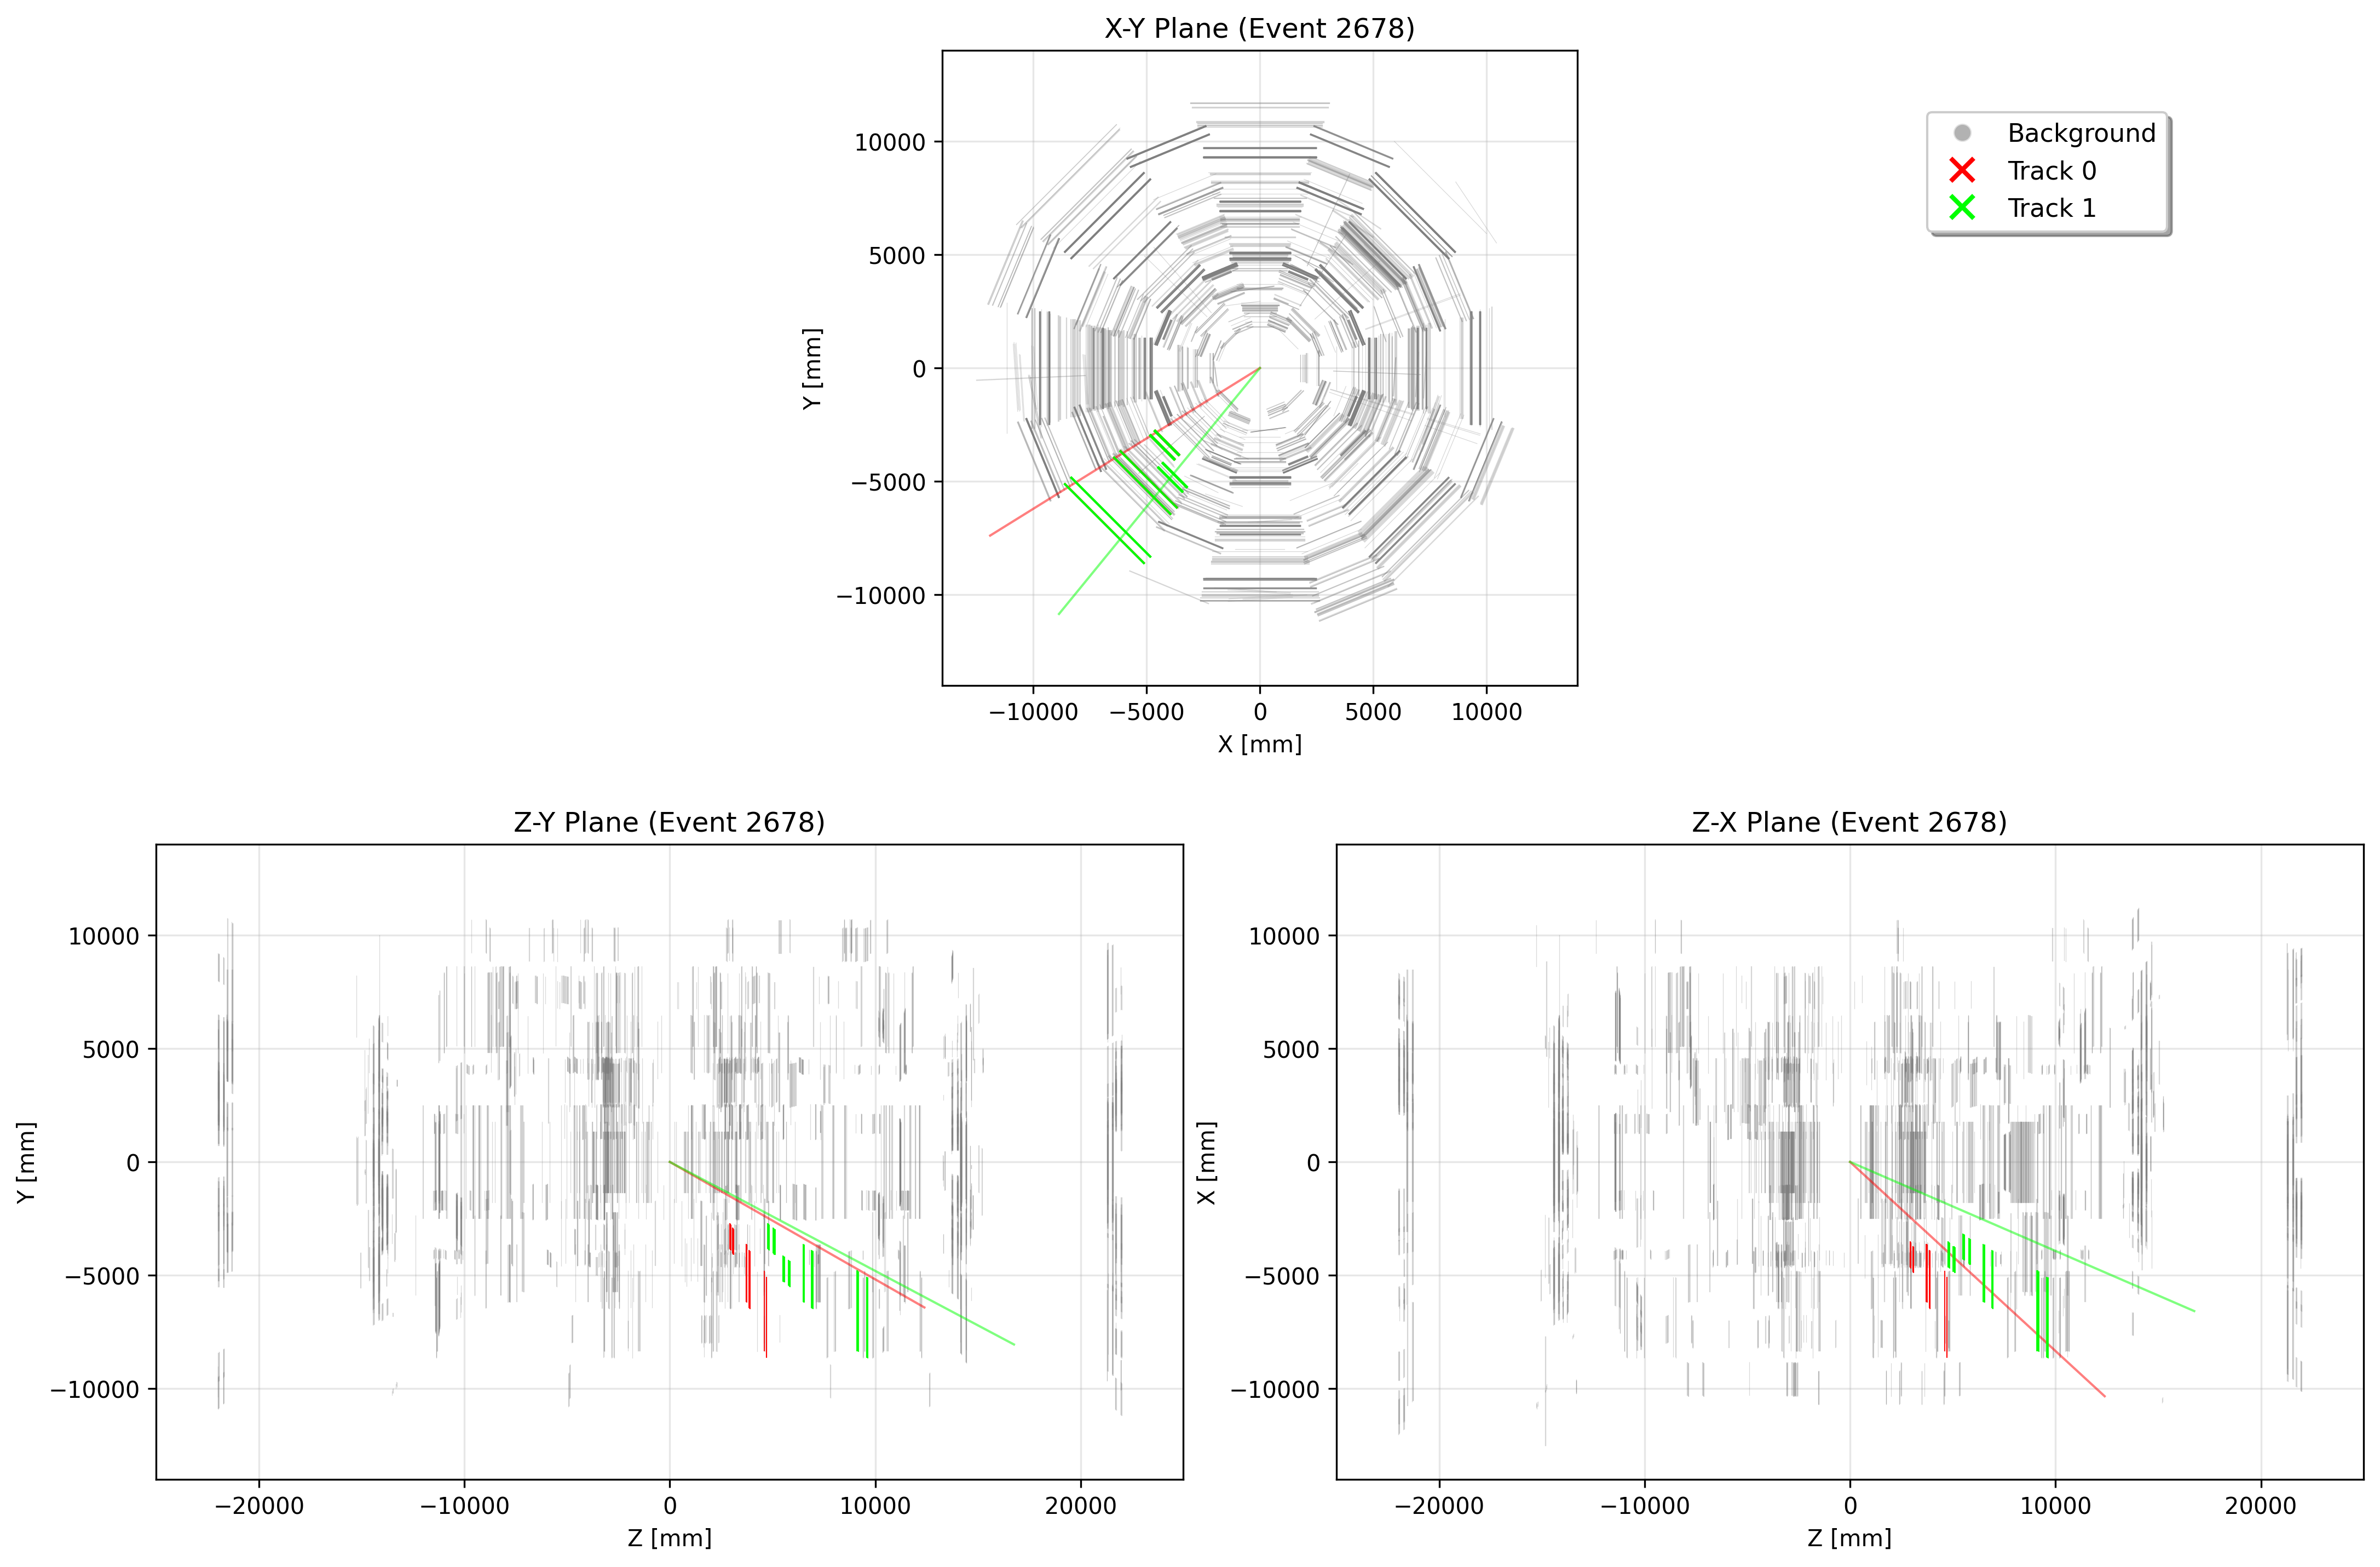 X-Y Plane (Event 2678)
Y [mm]
10000
5000
0
−5000
−10000
−10000 −5000 0 5000 10000
X [mm]
Background
Track 0
Track 1
Z-Y Plane (Event 2678)
Y [mm]
10000
5000
0
−5000
−10000
−20000 −10000 0 10000 20000
Z [mm]
Z-X Plane (Event 2678)
X [mm]
10000
5000
0
−5000
−10000
−20000 −10000 0 10000 20000
Z [mm]